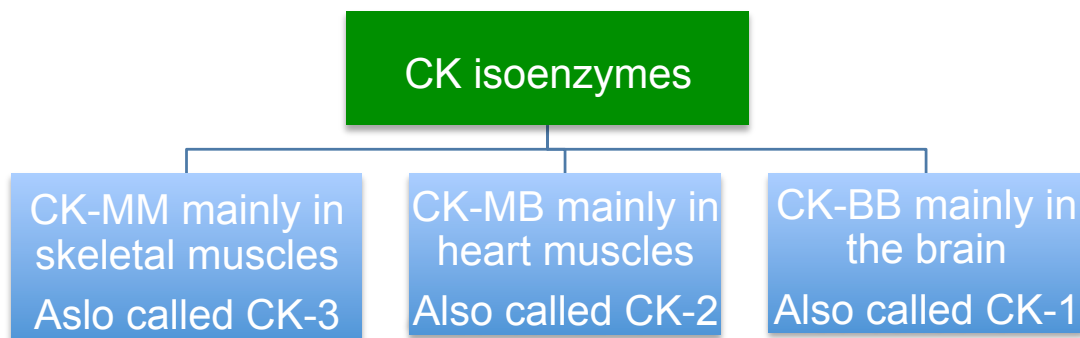 CK isoenzymes
CK-MM mainly in
skeletal muscles
Aslo called CK-3
CK-MB mainly in
heart muscles
Also called CK-2
CK-BB mainly in
the brain
Also called CK-1